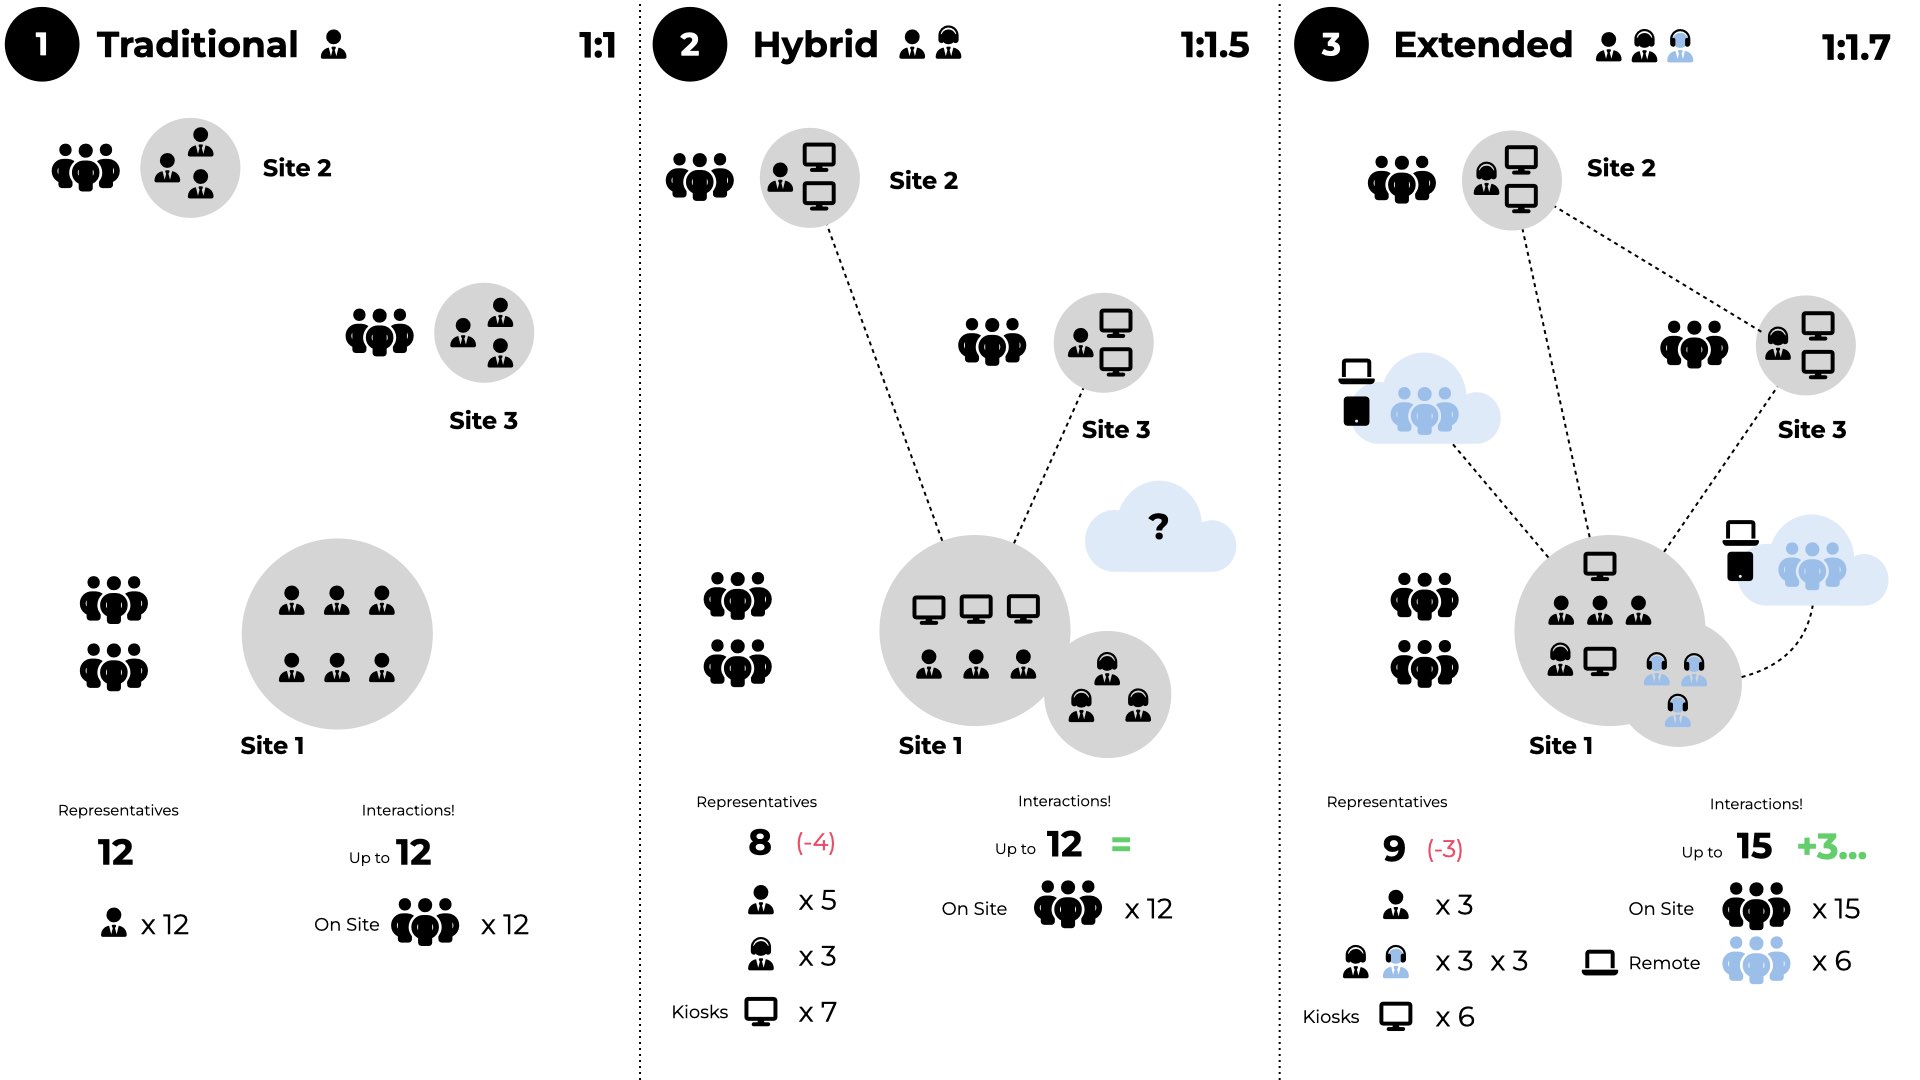 1 Traditional 1:1
Site 2
Site 3
Site 1
Representatives Interactions!
12 Up to 12
x 12 On Site x 12
2 Hybrid 1:1.5
Site 2
Site 3
?
Site 1
Representatives Interactions!
8 (-4) Up to 12 =
x 5 On Site x 12
x 3
Kiosks x 7
3 Extended 1:1.7
Site 2
Site 3
Site 1
Representatives Interactions!
9 (-3) Up to 15 +3...
x 3 On Site x 15
x 3 x 3 Remote x 6
Kiosks x 6